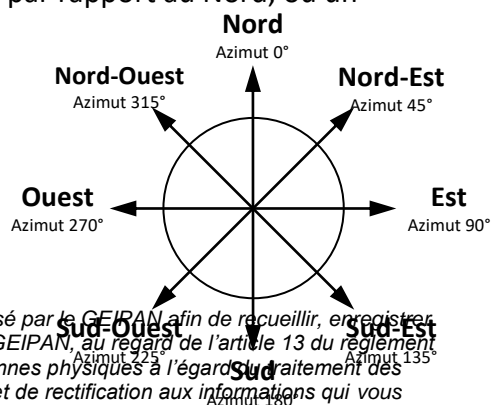 par rapport au Nord, ou un
Nord
Azimut 0°
Nord-Ouest
Azimut 315°
Nord-Est
Azimut 45°
Ouest
Azimut 270°
Est
Azimut 90°
sé par le GEIPAN afin de recueillir, enregistrer
Sud-Ouest
Sud-Est
GEIPAN, au regard de l'article 13 du règlement
Azimut 225°
Azimut 135°
nnes physiques à l'égard du traitement des
Sud
et de rectification aux informations qui vous
Azimut 180°